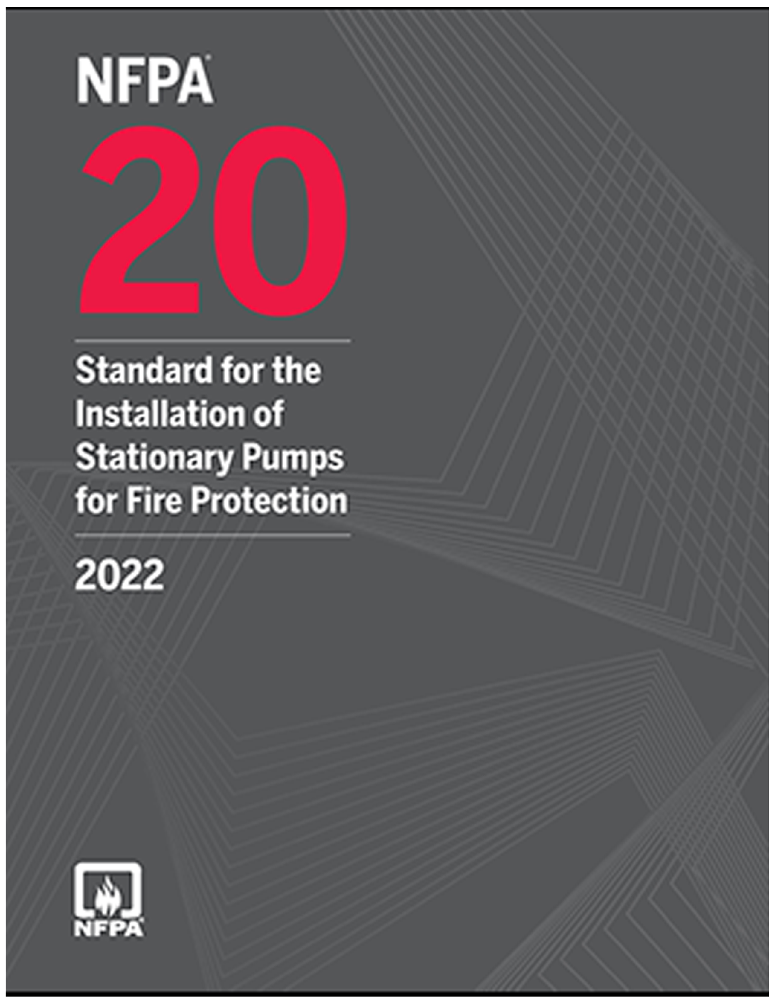 NFPA®
20
Standard for the
Installation of
Stationary Pumps
for Fire Protection
2022
NFPA®